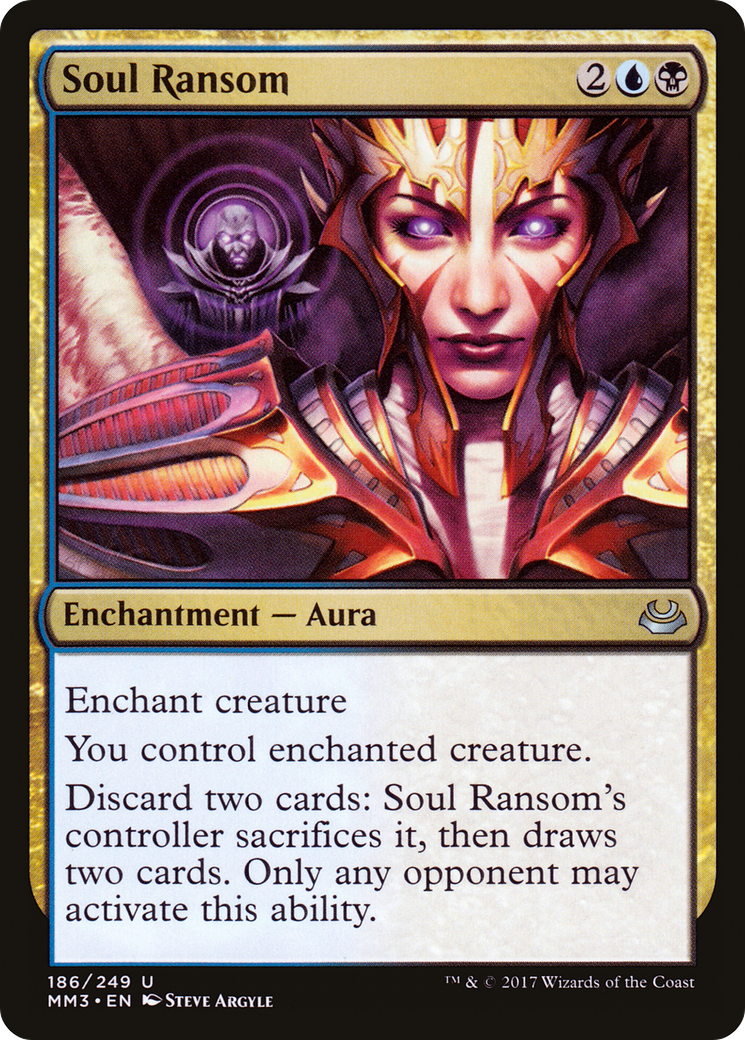 Soul Ransom 2
Enchantment — Aura
Enchant creature
You control enchanted creature.
Discard two cards: Soul Ransom's
controller sacrifices it, then draws
two cards. Only any opponent may
activate this ability.
186/249 U
™ & © 2017 Wizards of the Coast
MM3 • EN Steve Argyle